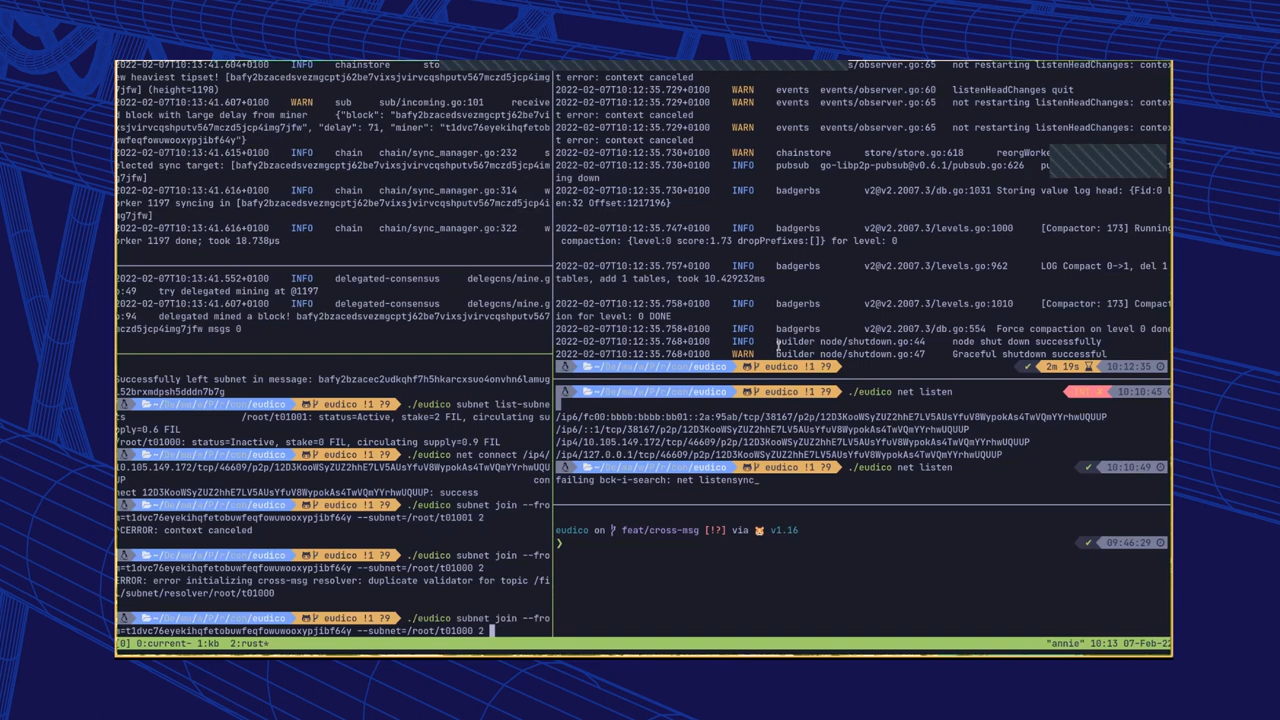 2022-02-07T10:13:41.604+0100 INFO chainstore sto
ew heaviest tipset! [bafy2bzacedsvezmgcptj62be7vixsjvirvcqshputv567mczd5jcp4img
7jfw] (height=1198)
2022-02-07T10:13:41.607+0100 WARN sub sub/incoming.go:101 receive
d block with large delay from miner {"block": "bafy2bzacedsvezmgcptj62be7vi
xsjvirvcqshputv567mczd5jcp4img7jfw", "delay": 71, "miner": "t1dvc76eyekihqfetob
uwfeqfowuwooxypjibf64y"}
2022-02-07T10:13:41.615+0100 INFO chain chain/sync_manager.go:232 s
elected sync target: [bafy2bzacedsvezmgcptj62be7vixsjvirvcqshputv567mczd5jcp4im
g7jfw]
2022-02-07T10:13:41.616+0100 INFO chain chain/sync_manager.go:314 w
orker 1197 syncing in [bafy2bzacedsvezmgcptj62be7vixsjvirvcqshputv567mczd5jcp4i
mg7jfw]
2022-02-07T10:13:41.616+0100 INFO chain chain/sync_manager.go:322 w
orker 1197 done; took 18.738µs
2022-02-07T10:13:41.552+0100 INFO delegated-consensus delegcns/mine.g
o:49 try delegated mining at @1197
2022-02-07T10:13:41.607+0100 INFO delegated-consensus delegcns/mine.g
o:94 delegated mined a block! bafy2bzacedsvezmgcptj62be7vixsjvirvcqshputv567
mczd5jcp4img7jfw msgs 0
Successfully left subnet in message: bafy2bzacec2udkqhf7h5hkarcxsuo4onvhn6lamug
l52brxmdpsh5dddn7b7g
eudico !1 ?9 ./eudico subnet list-subne
ts /root/t01001: status=Active, stake=2 FIL, circulating su
pply=0.6 FIL
/root/t01000: status=Inactive, stake=0 FIL, circulating supply=0.9 FIL
eudico !1 ?9 ./eudico net connect /ip4/
10.105.149.172/tcp/46609/p2p/12D3KooWSyZUZ2hhE7LV5AUsYfuV8WypokAs4TwVQmYYrhwUQU
UP con
nect 12D3KooWSyZUZ2hhE7LV5AUsYfuV8WypokAs4TwVQmYYrhwUQUUP: success
eudico !1 ?9 ./eudico subnet join --fro
m=t1dvc76eyekihqfetobuwfeqfowuwooxypjibf64y --subnet=/root/t01001 2
^CERROR: context canceled
eudico !1 ?9 ./eudico subnet join --fro
m=t1dvc76eyekihqfetobuwfeqfowuwooxypjibf64y --subnet=/root/t01000 2
ERROR: error initializing cross-msg resolver: duplicate validator for topic /fi
l/subnet/resolver/root/t01000
eudico !1 ?9 ./eudico subnet join --fro
m=t1dvc76eyekihqfetobuwfeqfowuwooxypjibf64y --subnet=/root/t01000 2
s/observer.go:65 not restarting listenHeadChanges: contex
t error: context canceled
2022-02-07T10:12:35.729+0100 WARN events events/observer.go:60 listenHeadChanges quit
2022-02-07T10:12:35.729+0100 WARN events events/observer.go:65 not restarting listenHeadChanges: contex
t error: context canceled
2022-02-07T10:12:35.729+0100 WARN events events/observer.go:65 not restarting listenHeadChanges: contex
t error: context canceled
2022-02-07T10:12:35.730+0100 WARN chainstore store/store.go:618 reorgWorke
2022-02-07T10:12:35.730+0100 INFO pubsub go-libp2p-pubsub@v0.6.1/pubsub.go:626 pu
ing down
2022-02-07T10:12:35.730+0100 INFO badgerbs v2@v2.2007.3/db.go:1031 Storing value log head: {Fid:0 L
en:32 Offset:1217196}
2022-02-07T10:12:35.747+0100 INFO badgerbs v2@v2.2007.3/levels.go:1000 [Compactor: 173] Running
compaction: {level:0 score:1.73 dropPrefixes:[]} for level: 0
2022-02-07T10:12:35.757+0100 INFO badgerbs v2@v2.2007.3/levels.go:962 LOG Compact 0->1, del 1
tables, add 1 tables, took 10.429232ms
2022-02-07T10:12:35.758+0100 INFO badgerbs v2@v2.2007.3/levels.go:1010 [Compactor: 173] Compact
ion for level: 0 DONE
2022-02-07T10:12:35.758+0100 INFO badgerbs v2@v2.2007.3/db.go:554 Force compaction on level 0 done
2022-02-07T10:12:35.768+0100 INFO builder node/shutdown.go:44 node shut down successfully
2022-02-07T10:12:35.768+0100 WARN builder node/shutdown.go:47 Graceful shutdown successful
eudico !1 ?9 ✔ 2m 19s 10:12:35
eudico !1 ?9 ./eudico net listen INT ✘ 10:10:45
/ip6/fc00:bbbb:bbbb:bb01::2a:95ab/tcp/38167/p2p/12D3KooWSyZUZ2hhE7LV5AUsYfuV8WypokAs4TwVQmYYrhwUQUUP
/ip6/::1/tcp/38167/p2p/12D3KooWSyZUZ2hhE7LV5AUsYfuV8WypokAs4TwVQmYYrhwUQUUP
/ip4/10.105.149.172/tcp/46609/p2p/12D3KooWSyZUZ2hhE7LV5AUsYfuV8WypokAs4TwVQmYYrhwUQUUP
/ip4/127.0.0.1/tcp/46609/p2p/12D3KooWSyZUZ2hhE7LV5AUsYfuV8WypokAs4TwVQmYYrhwUQUUP
eudico !1 ?9 ./eudico net listen ✔ 10:10:49
failing bck-i-search: net listensync_
eudico on feat/cross-msg [!?] via v1.16
❯ ✔ 09:46:29
[0] 0:current- 1:kb 2:rust* "annie" 10:13 07-Feb-22